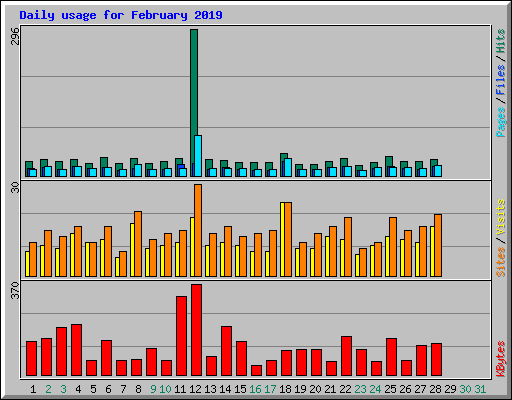 Daily usage for February 2019
296
Pages / Files / Hits
30
Sites / Visits
370
KBytes
1 2 3 4 5 6 7 8 9 10 11 12 13 14 15 16 17 18 19 20 21 22 23 24 25 26 27 28 29 30 31